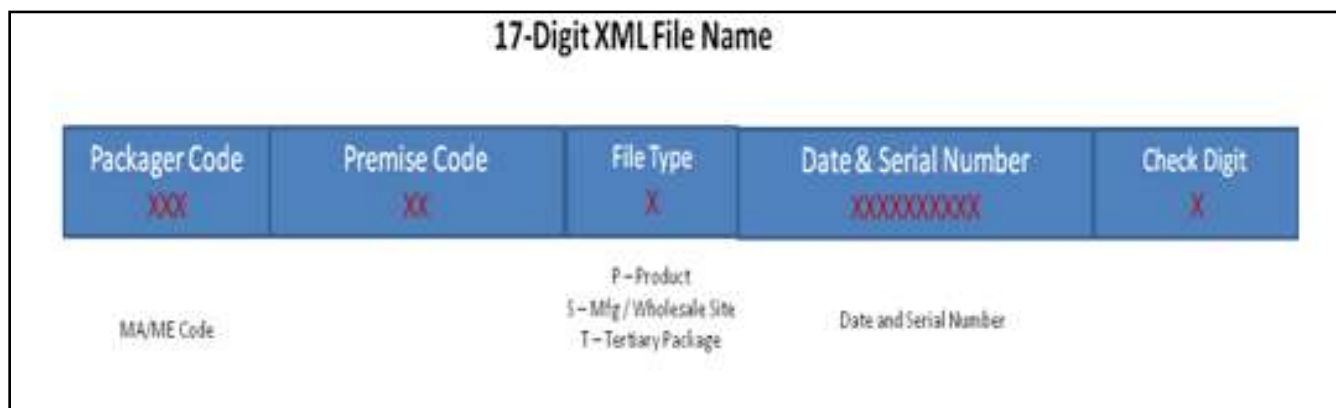 17-Digit XML File Name
Packager Code Premise Code File Type Date & Serial Number Check Digit
XXX XX X XXXXXXXXXX X
P – Product
S – Mfg / Wholesale Site
MA/ME Code Date and Serial Number
T – Tertiary Package